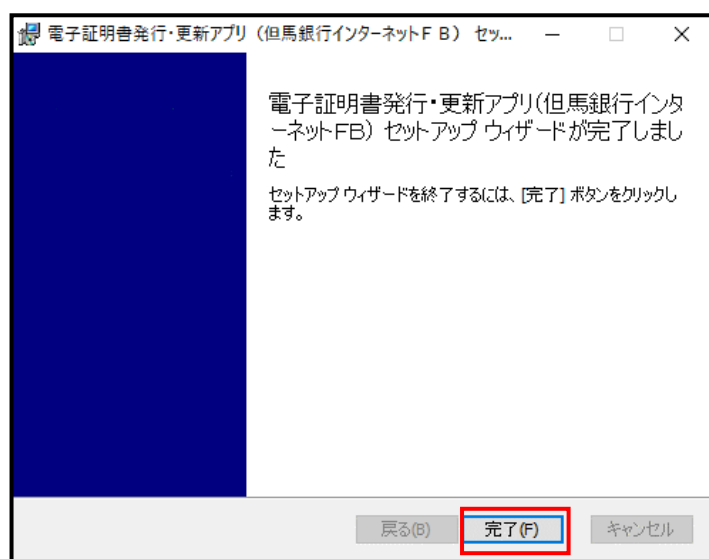 電子証明書発行・更新アプリ（但馬銀行インターネットＦＢ） セッ...
電子証明書発行・更新アプリ(但馬銀行インタ
ーネットFB) セットアップ ウィザードが完了しまし
た
セットアップ ウィザードを終了するには、[完了] ボタンをクリックし
ます。
戻る(B) 完了(F) キャンセル